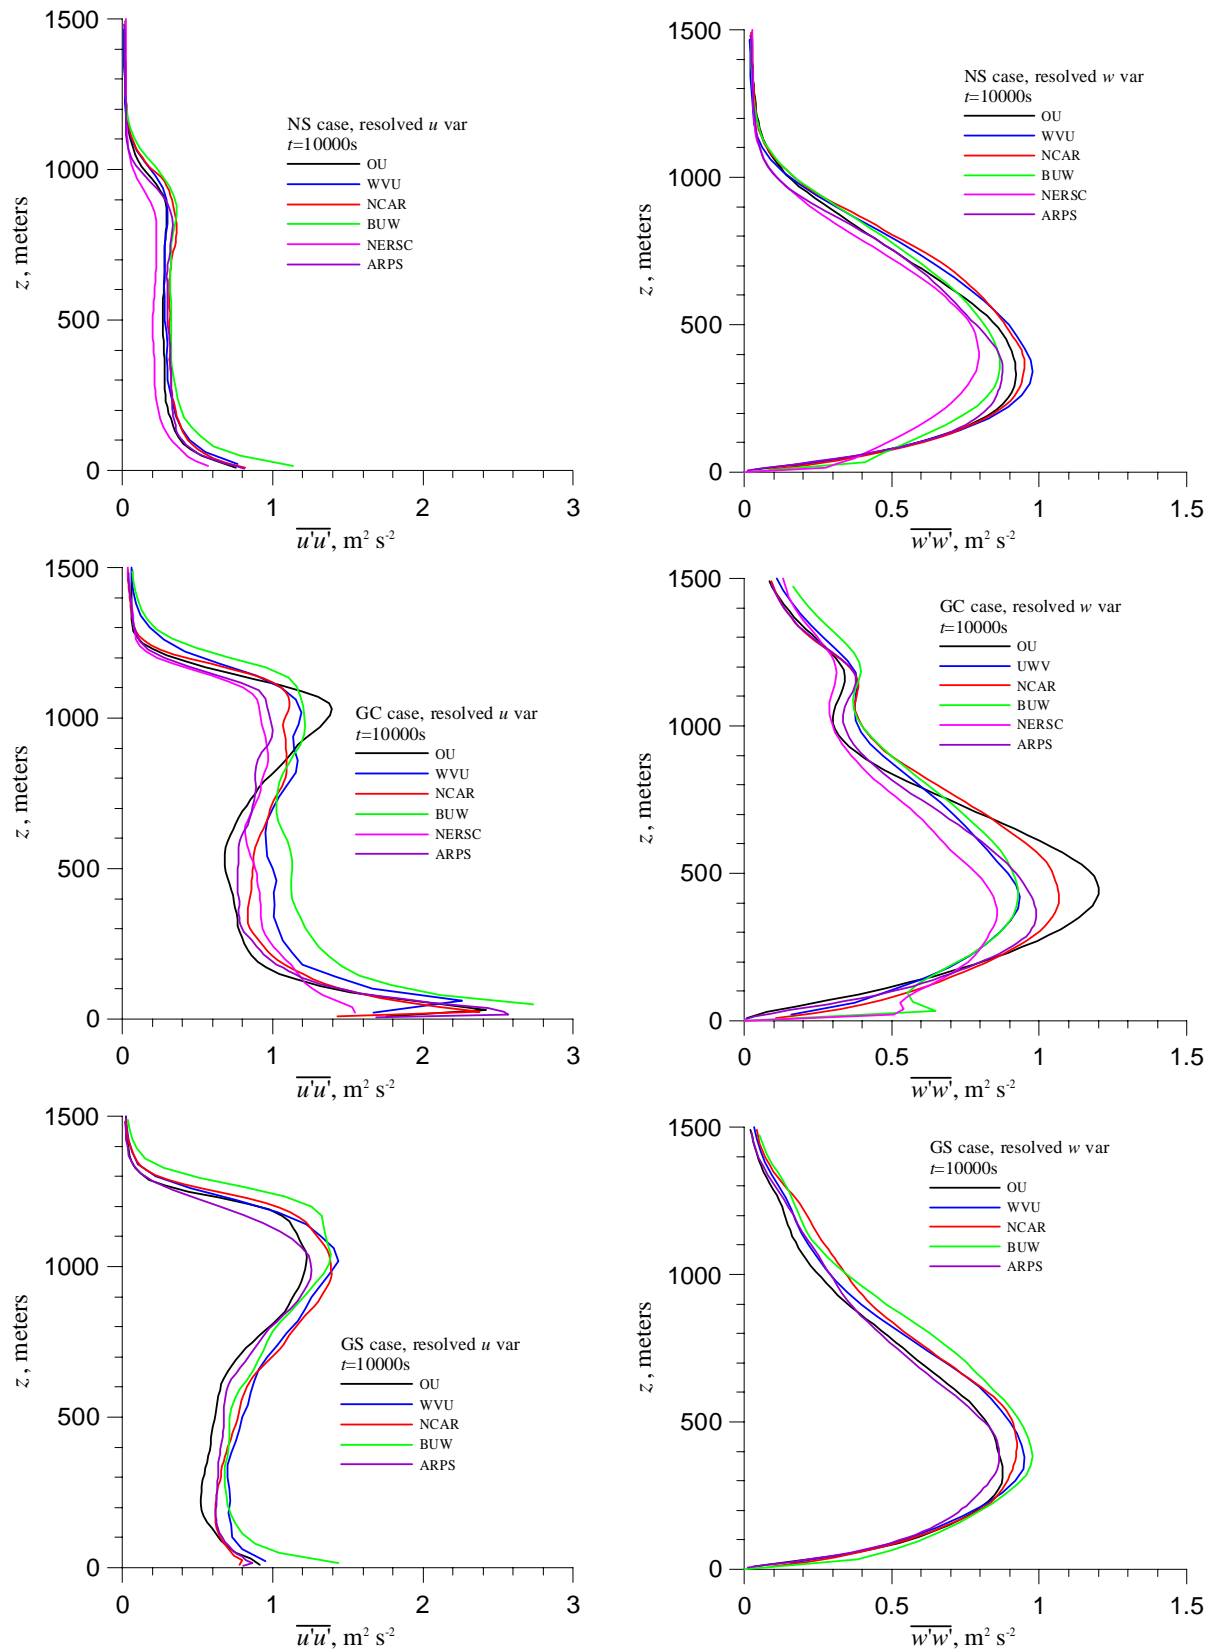 1500
1000
500
0
z, meters
NS case, resolved u var
t=10000s
OU
WVU
NCAR
BUW
NERSC
ARPS
0 1 2 3
u'u', m² s⁻²
1500
1000
500
0
z, meters
NS case, resolved w var
t=10000s
OU
WVU
NCAR
BUW
NERSC
ARPS
0 0.5 1 1.5
w'w', m² s⁻²
1500
1000
500
0
z, meters
GC case, resolved u var
t=10000s
OU
WVU
NCAR
BUW
NERSC
ARPS
0 1 2 3
u'u', m² s⁻²
1500
1000
500
0
z, meters
GC case, resolved w var
t=10000s
OU
UWV
NCAR
BUW
NERSC
ARPS
0 0.5 1 1.5
w'w', m² s⁻²
1500
1000
500
0
z, meters
GS case, resolved u var
t=10000s
OU
WVU
NCAR
BUW
ARPS
0 1 2 3
u'u', m² s⁻²
1500
1000
500
0
z, meters
GS case, resolved w var
t=10000s
OU
WVU
NCAR
BUW
ARPS
0 0.5 1 1.5
w'w', m² s⁻²